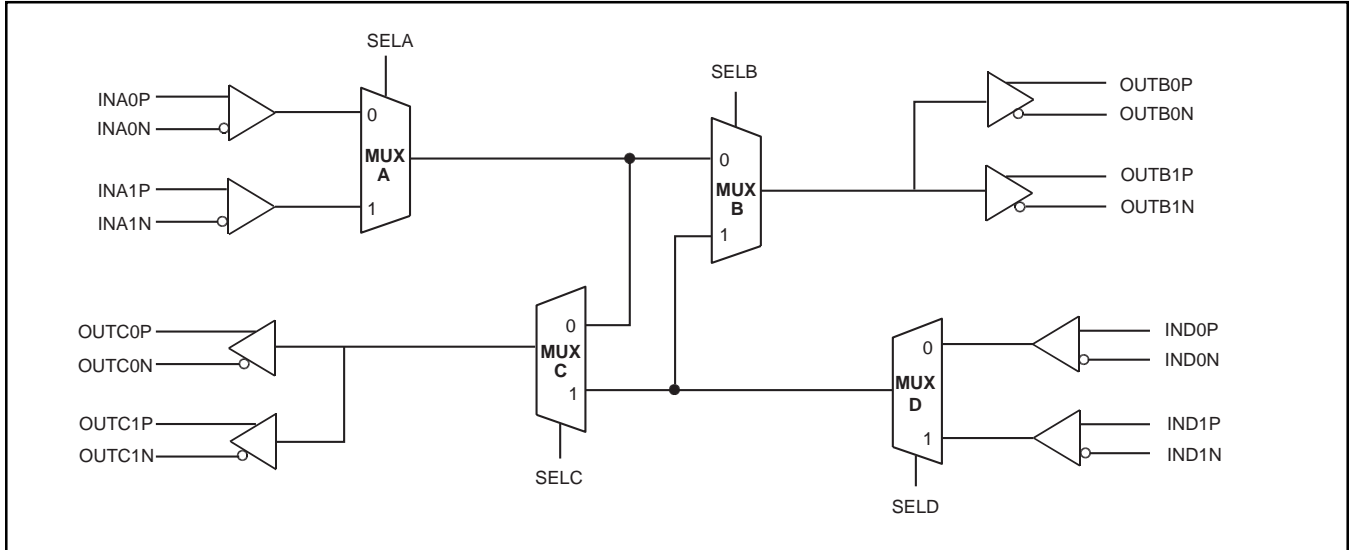 SELA
INA0P
INA0N
0
MUX
A
INA1P
INA1N
1
SELB
0
MUX
B
1
OUTB0P
OUTB0N
OUTB1P
OUTB1N
OUTC0P
OUTC0N
OUTC1P
OUTC1N
0
MUX
C
1
SELC
0
MUX
D
1
SELD
IND0P
IND0N
IND1P
IND1N